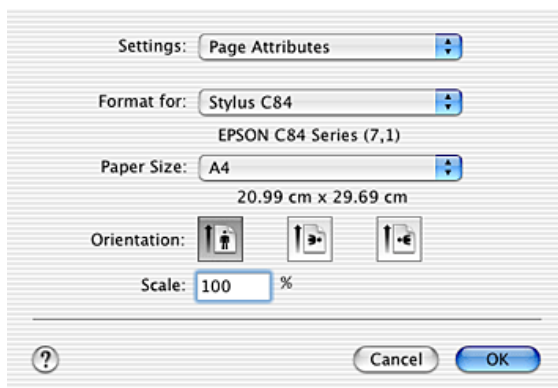 Settings: Page Attributes
Format for: Stylus C84
EPSON C84 Series (7,1)
Paper Size: A4
20.99 cm x 29.69 cm
Orientation:
Scale: 100 %
? Cancel OK